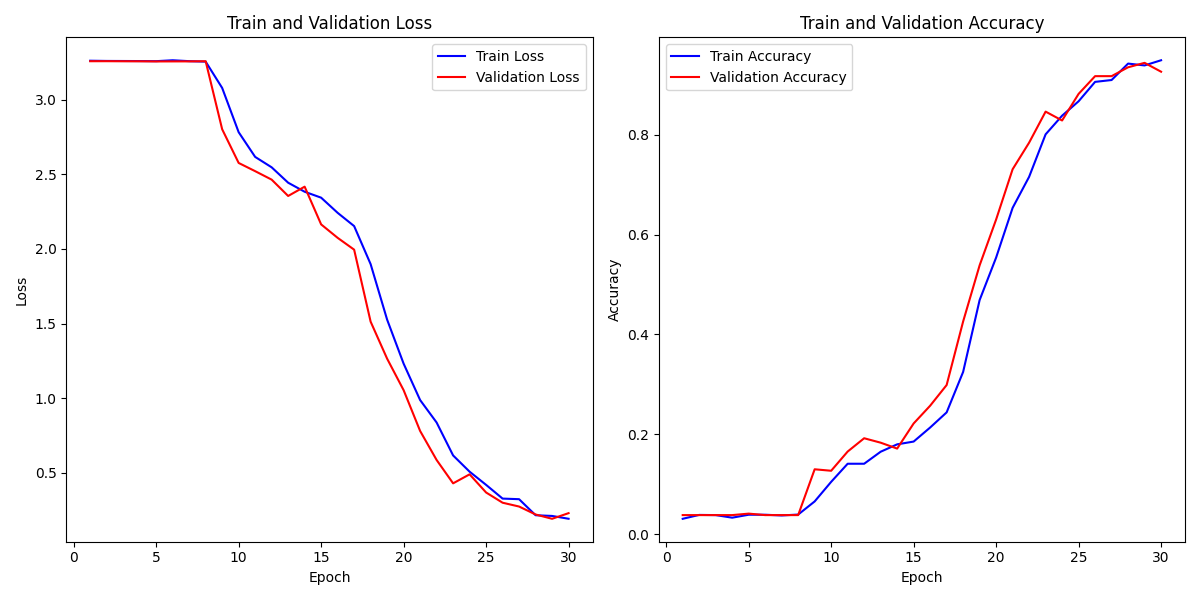 Train and Validation Loss
Train Loss
Validation Loss
3.0
2.5
2.0
1.5
1.0
0.5
Loss
0 5 10 15 20 25 30
Epoch
Train and Validation Accuracy
Train Accuracy
Validation Accuracy
0.8
0.6
0.4
0.2
0.0
Accuracy
0 5 10 15 20 25 30
Epoch